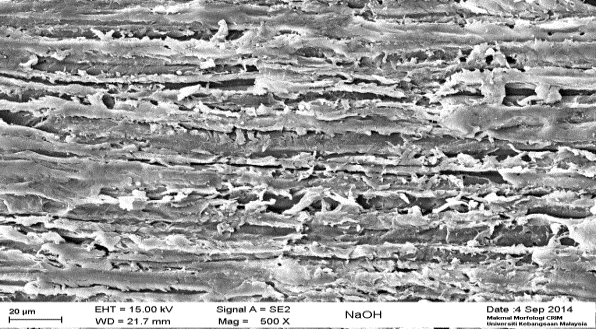 20 µm
EHT = 15.00 kV
WD = 21.7 mm
Signal A = SE2
Mag = 500 X
NaOH
Date :4 Sep 2014
Makmal Morfologi CRIM
Universiti Kebangsaan Malaysia